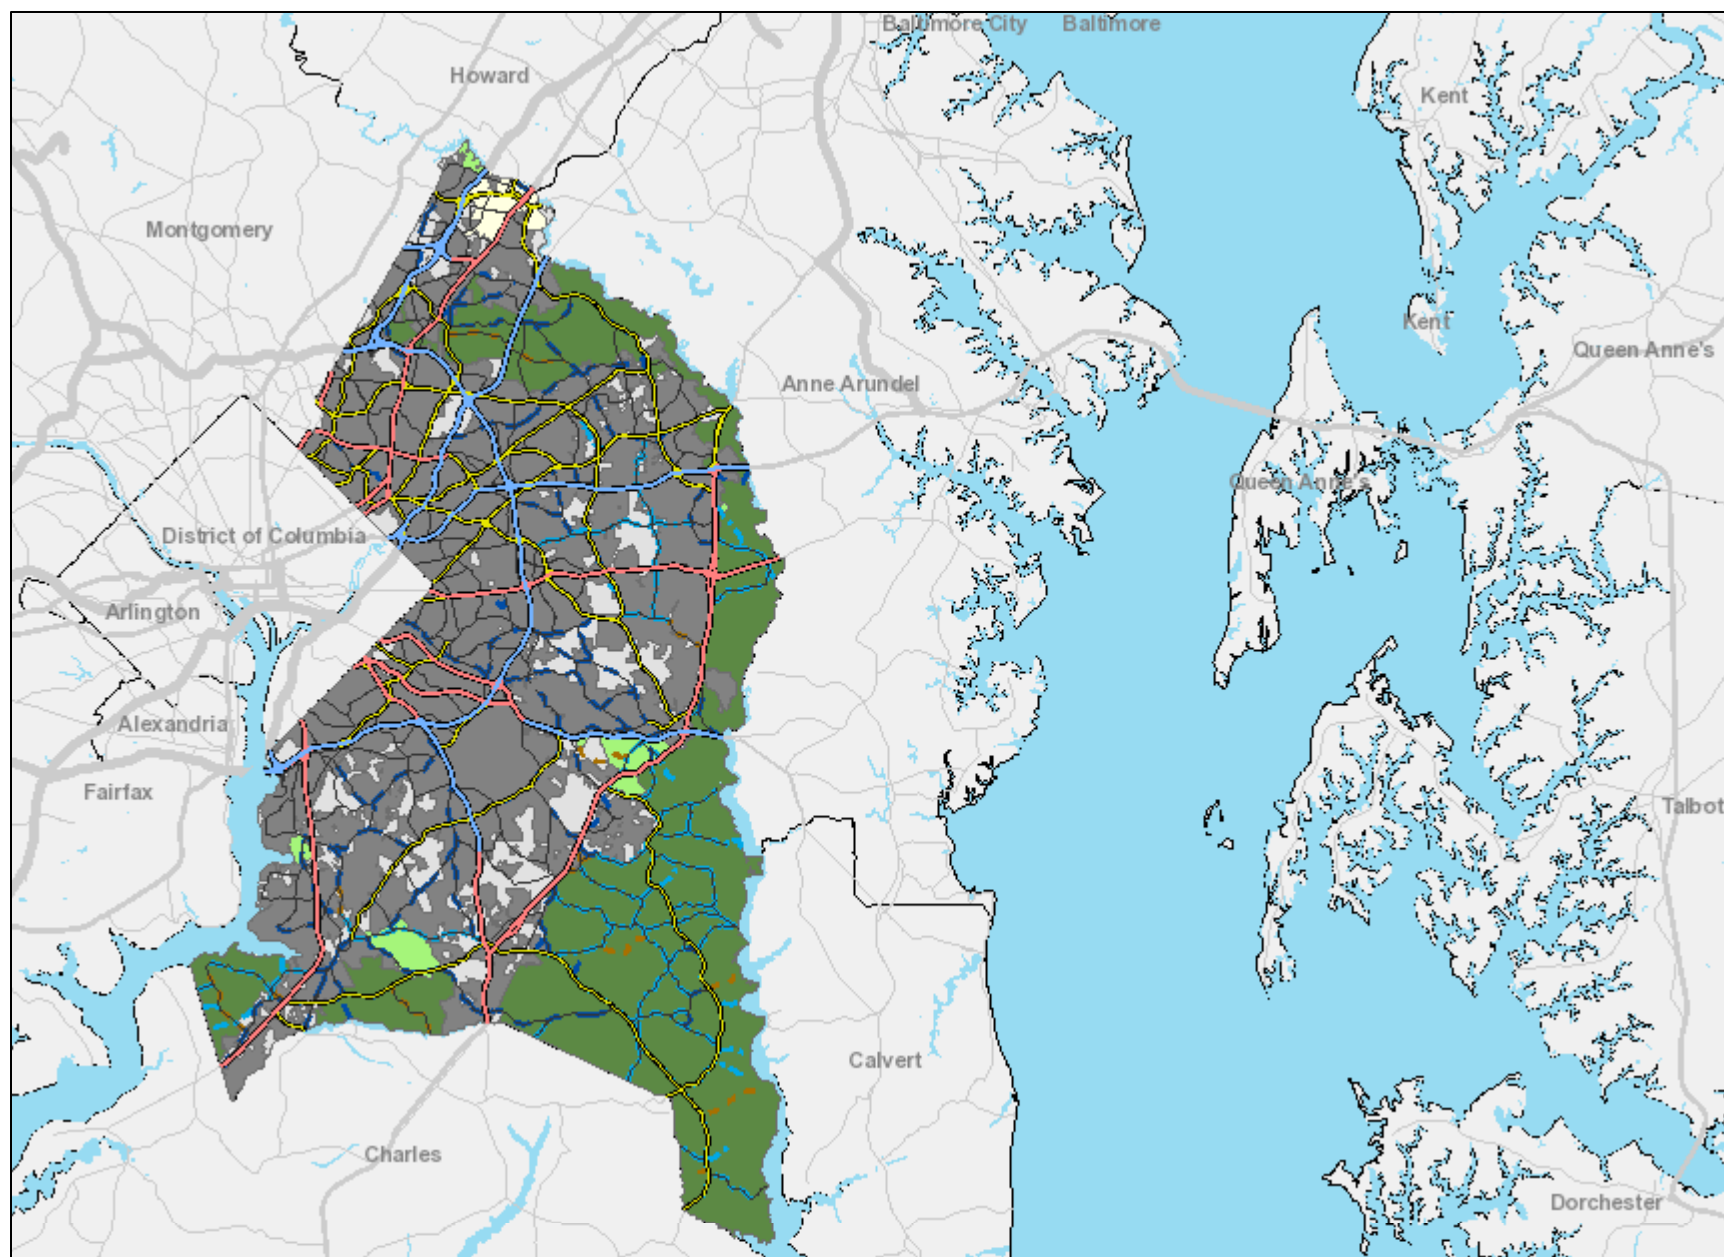 Baltimore City
Baltimore
Howard
Kent
Montgomery
Kent
Queen Anne's
Anne Arundel
Queen Anne's
District of Columbia
Arlington
Alexandria
Fairfax
Talbot
Calvert
Charles
Dorchester